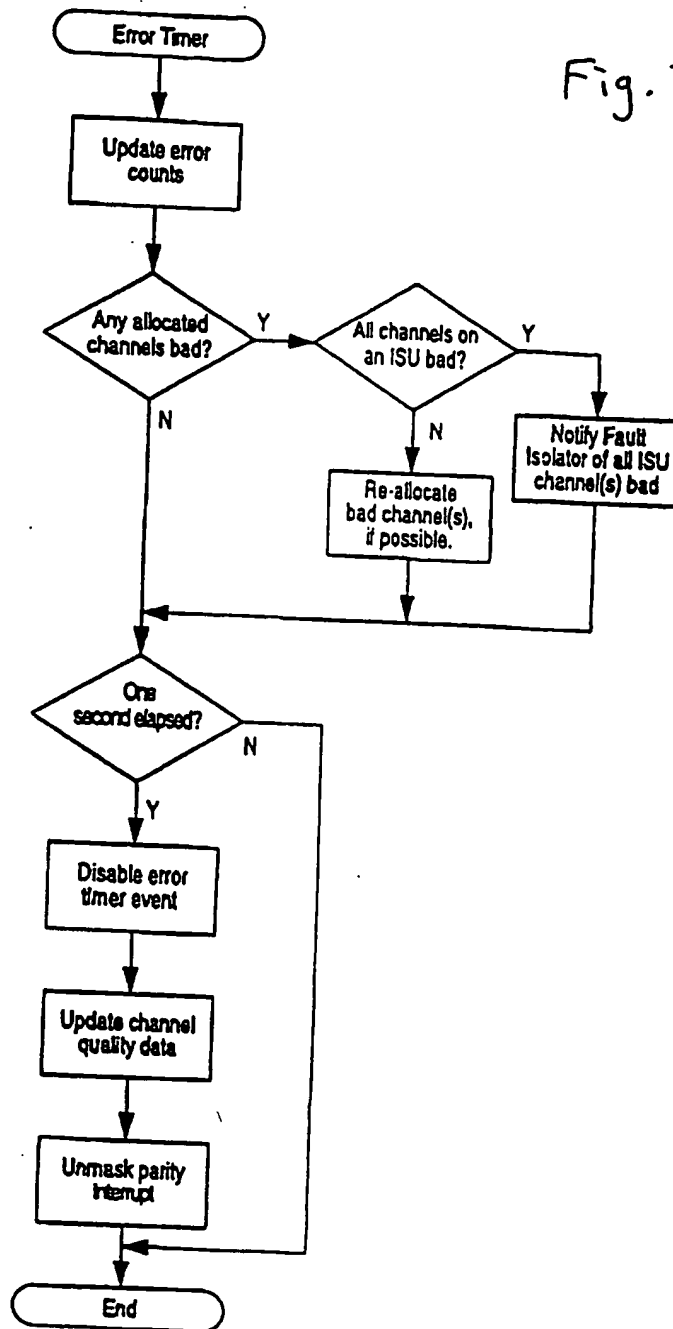 Error Timer
Fig.
Update error
counts
Any allocated
channels bad?
Y
N
All channels on
an ISU bad?
Y
N
Notify Fault
Isolator of all ISU
channel(s) bad
Re-allocate
bad channel(s),
if possible.
One
second elapsed?
N
Y
Disable error
timer event
Update channel
quality data
Unmask parity
interrupt
End